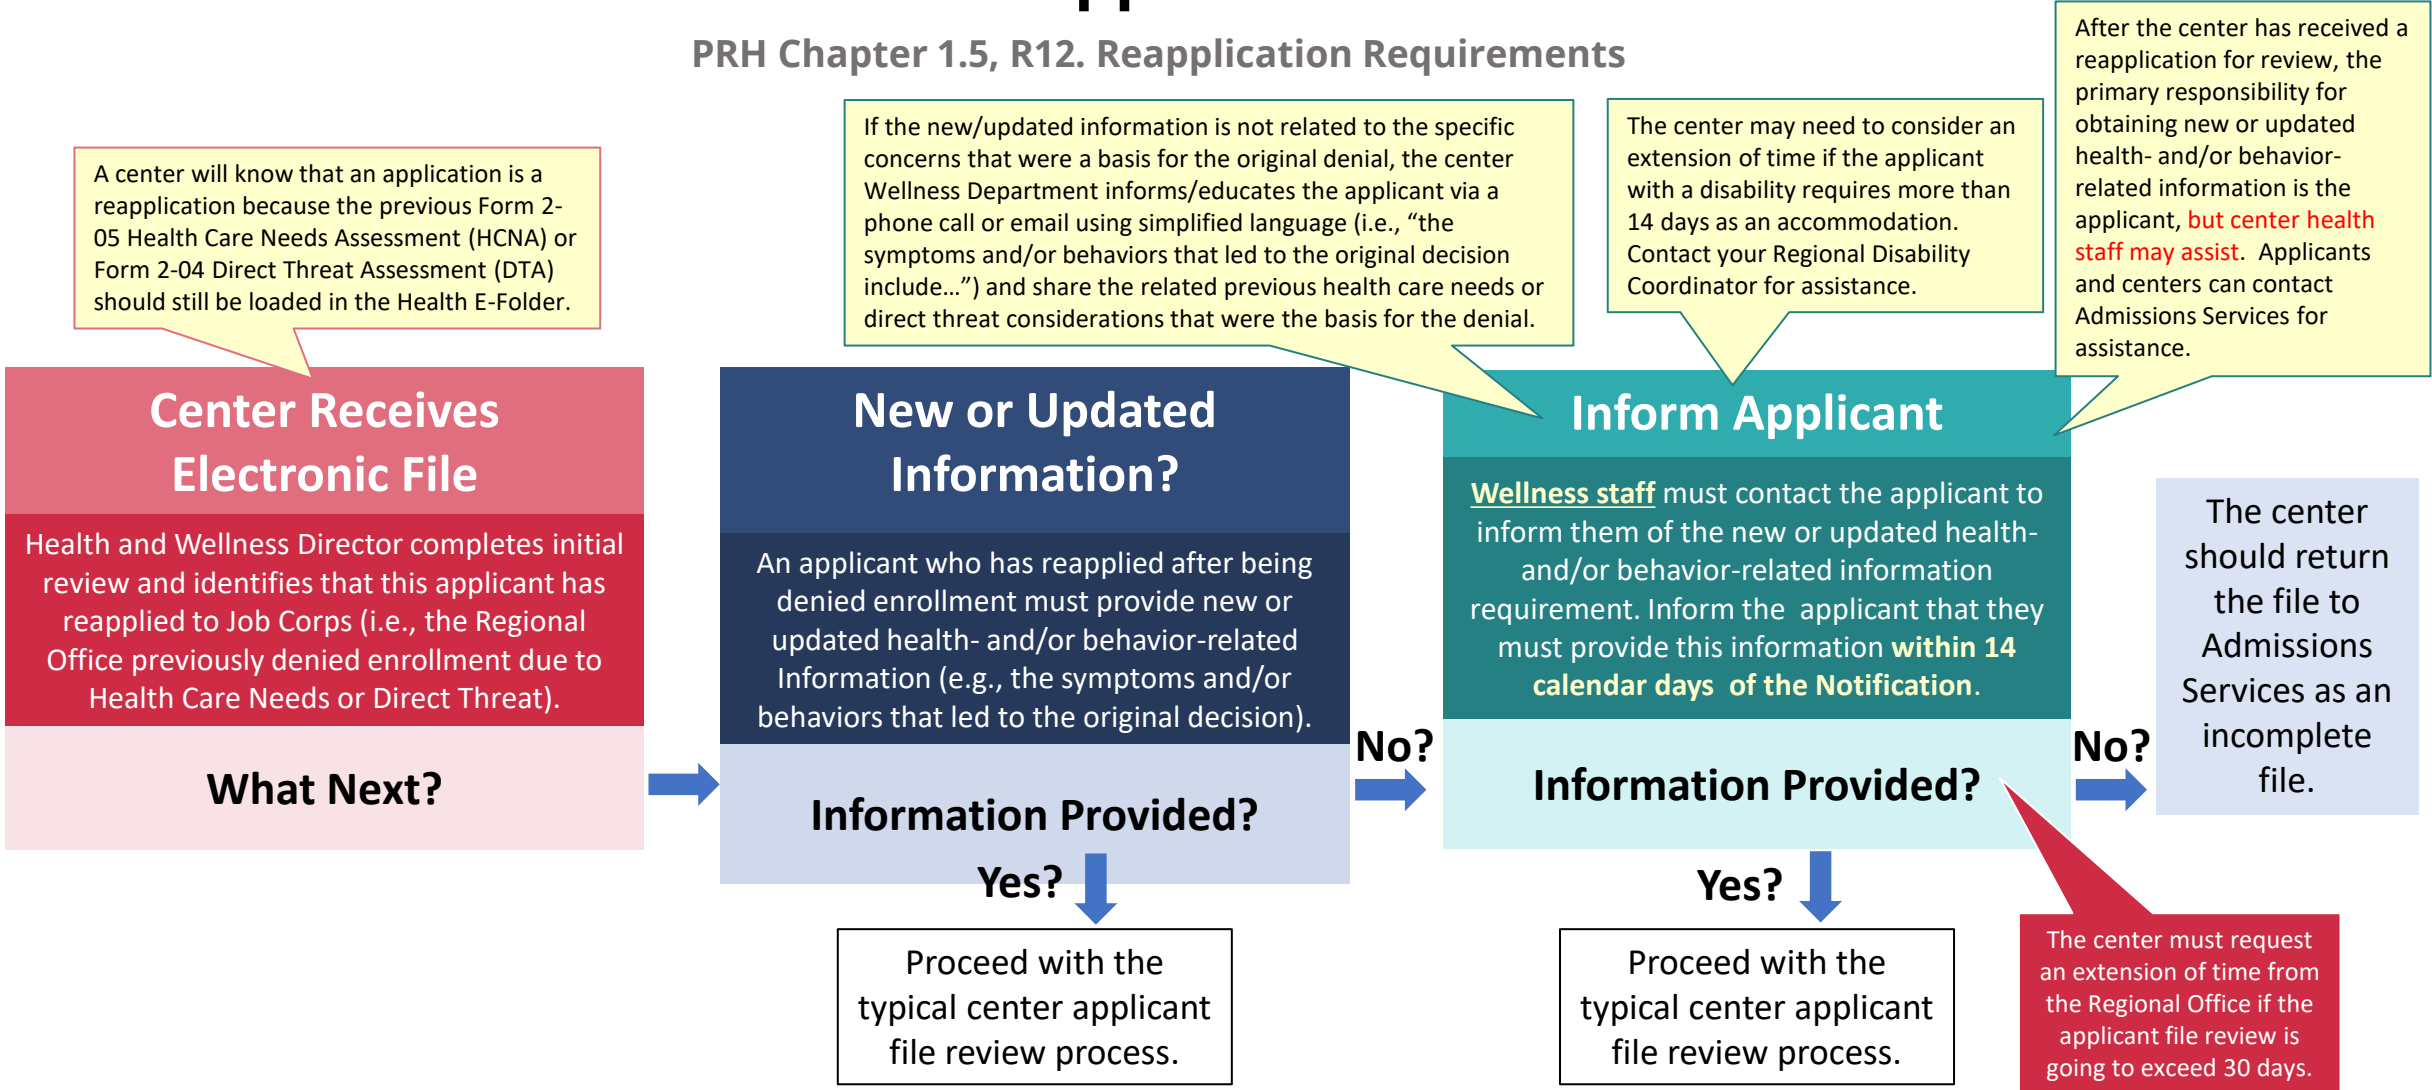 PRH Chapter 1.5, R12. Reapplication Requirements
A center will know that an application is a
reapplication because the previous Form 2-
05 Health Care Needs Assessment (HCNA) or
Form 2-04 Direct Threat Assessment (DTA)
should still be loaded in the Health E-Folder.
If the new/updated information is not related to the specific
concerns that were a basis for the original denial, the center
Wellness Department informs/educates the applicant via a
phone call or email using simplified language (i.e., “the
symptoms and/or behaviors that led to the original decision
include…”) and share the related previous health care needs or
direct threat considerations that were the basis for the denial.
The center may need to consider an
extension of time if the applicant
with a disability requires more than
14 days as an accommodation.
Contact your Regional Disability
Coordinator for assistance.
After the center has received a
reapplication for review, the
primary responsibility for
obtaining new or updated
health- and/or behavior-
related information is the
applicant, but center health
staff may assist.  Applicants
and centers can contact
Admissions Services for
assistance.
Center Receives
Electronic File
Health and Wellness Director completes initial
review and identifies that this applicant has
reapplied to Job Corps (i.e., the Regional
Office previously denied enrollment due to
Health Care Needs or Direct Threat).
What Next?
New or Updated
Information?
An applicant who has reapplied after being
denied enrollment must provide new or
updated health- and/or behavior-related
Information (e.g., the symptoms and/or
behaviors that led to the original decision).
Information Provided?
Yes?
Proceed with the
typical center applicant
file review process.
No?
Inform Applicant
Wellness staff must contact the applicant to
inform them of the new or updated health-
and/or behavior-related information
requirement. Inform the  applicant that they
must provide this information within 14
calendar days  of the Notification.
Information Provided?
Yes?
Proceed with the
typical center applicant
file review process.
No?
The center
should return
the file to
Admissions
Services as an
incomplete
file.
The center must request
an extension of time from
the Regional Office if the
applicant file review is
going to exceed 30 days.